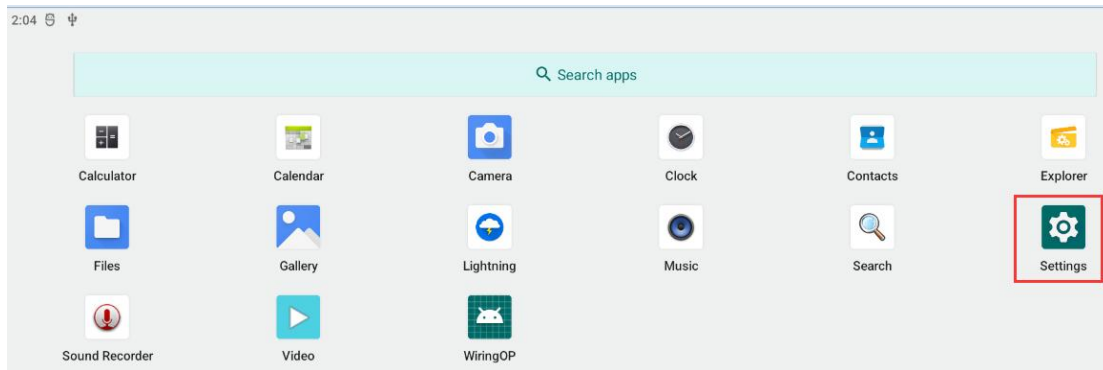 2:04
Search apps
Calculator Calendar Camera Clock Contacts Explorer
Files Gallery Lightning Music Search Settings
Sound Recorder Video WiringOP